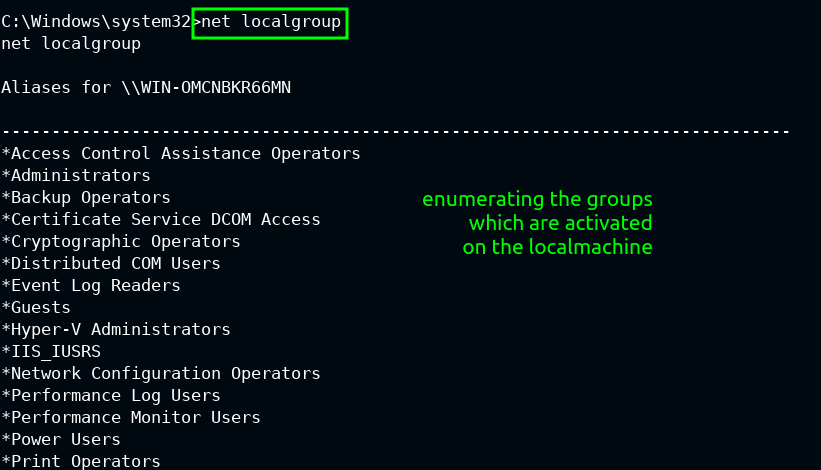 C:\Windows\system32>net localgroup
net localgroup
Aliases for \\WIN-OMCNBKR66MN
-------------------------------------------------------------------------------
*Access Control Assistance Operators
*Administrators
*Backup Operators
*Certificate Service DCOM Access
*Cryptographic Operators
*Distributed COM Users
*Event Log Readers
*Guests
*Hyper-V Administrators
*IIS_IUSRS
*Network Configuration Operators
*Performance Log Users
*Performance Monitor Users
*Power Users
*Print Operators
enumerating the groups
which are activated
on the localmachine